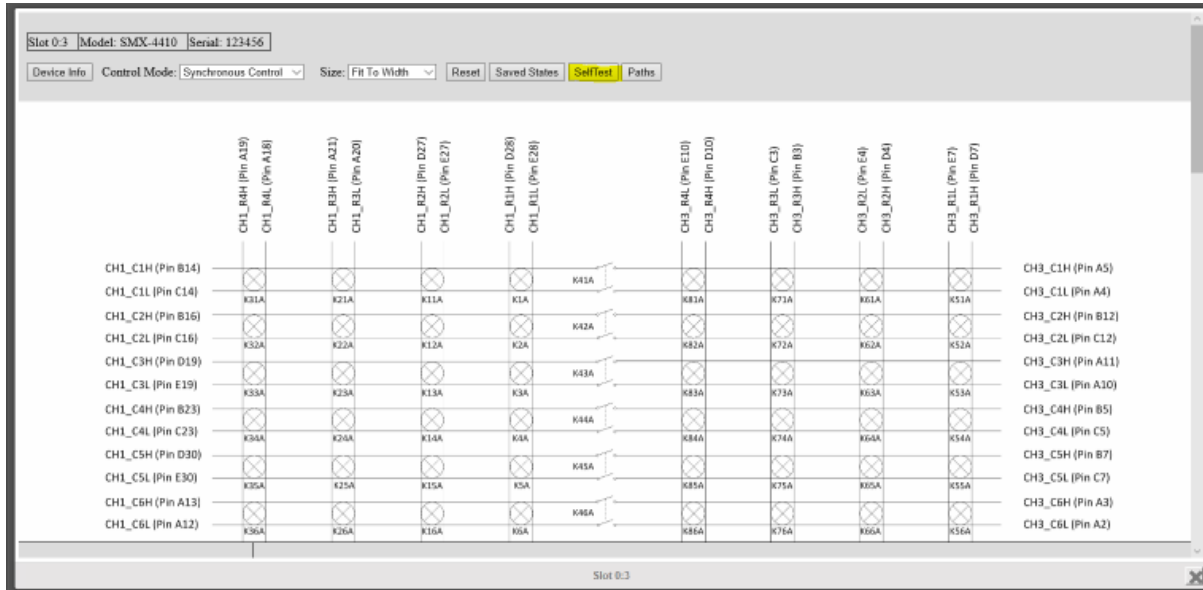 Slot 0:3 Model: SMX-4410 Serial: 123456
Device Info Control Mode: Synchronous Control Size: Fit To Width Reset Saved States SelfTest Paths
CH1_R4H (Pin A19)
CH1_R4L (Pin A18)
CH1_R3H (Pin A21)
CH1_R3L (Pin A20)
CH1_R2H (Pin D27)
CH1_R2L (Pin E27)
CH1_R1H (Pin D28)
CH1_R1L (Pin E28)
CH3_R4L (Pin E10)
CH3_R4H (Pin D10)
CH3_R3L (Pin C3)
CH3_R3H (Pin B3)
CH3_R2L (Pin E4)
CH3_R2H (Pin D4)
CH3_R1L (Pin E7)
CH3_R1H (Pin D7)
CH1_C1H (Pin B14) K41A CH3_C1H (Pin A5)
CH1_C1L (Pin C14) CH3_C1L (Pin A4)
K31A K21A K11A K1A K81A K71A K61A K51A
CH1_C2H (Pin B16) K42A CH3_C2H (Pin B12)
CH1_C2L (Pin C16) CH3_C2L (Pin C12)
K32A K22A K12A K2A K82A K72A K62A K52A
CH1_C3H (Pin D19) K43A CH3_C3H (Pin A11)
CH1_C3L (Pin E19) CH3_C3L (Pin A10)
K33A K23A K13A K3A K83A K73A K63A K53A
CH1_C4H (Pin B23) K44A CH3_C4H (Pin B5)
CH1_C4L (Pin C23) CH3_C4L (Pin C5)
K34A K24A K14A K4A K84A K74A K64A K54A
CH1_C5H (Pin D30) K45A CH3_C5H (Pin B7)
CH1_C5L (Pin E30) CH3_C5L (Pin C7)
K35A K25A K15A K5A K85A K75A K65A K55A
CH1_C6H (Pin A13) K46A CH3_C6H (Pin A3)
CH1_C6L (Pin A12) CH3_C6L (Pin A2)
K36A K26A K16A K6A K86A K76A K66A K56A
Slot 0:3